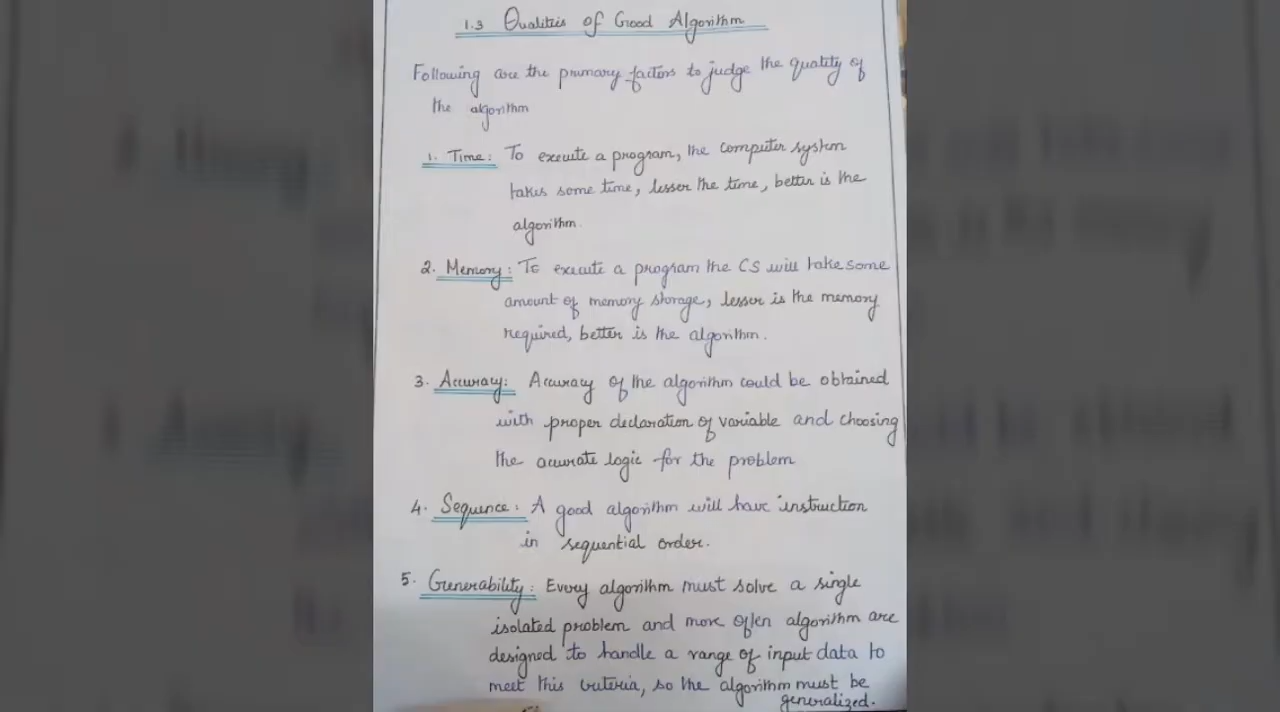 1.3 Qualities of Good Algorithm
Following are the primary factors to judge the quality of
the algorithm
1. Time: To execute a program, the computer system
takes some time, lesser the time, better is the
algorithm.
2. Memory: To execute a program the CS will take some
amount of memory storage, lesser is the memory
required, better is the algorithm.
3. Accuracy: Accuracy of the algorithm could be obtained
with proper declaration of variable and choosing
the accurate logic for the problem
4. Sequence: A good algorithm will have instruction
in sequential order.
5. Generability: Every algorithm must solve a single
isolated problem and more often algorithm are
designed to handle a range of input data to
meet this criteria, so the algorithm must be
generalized.